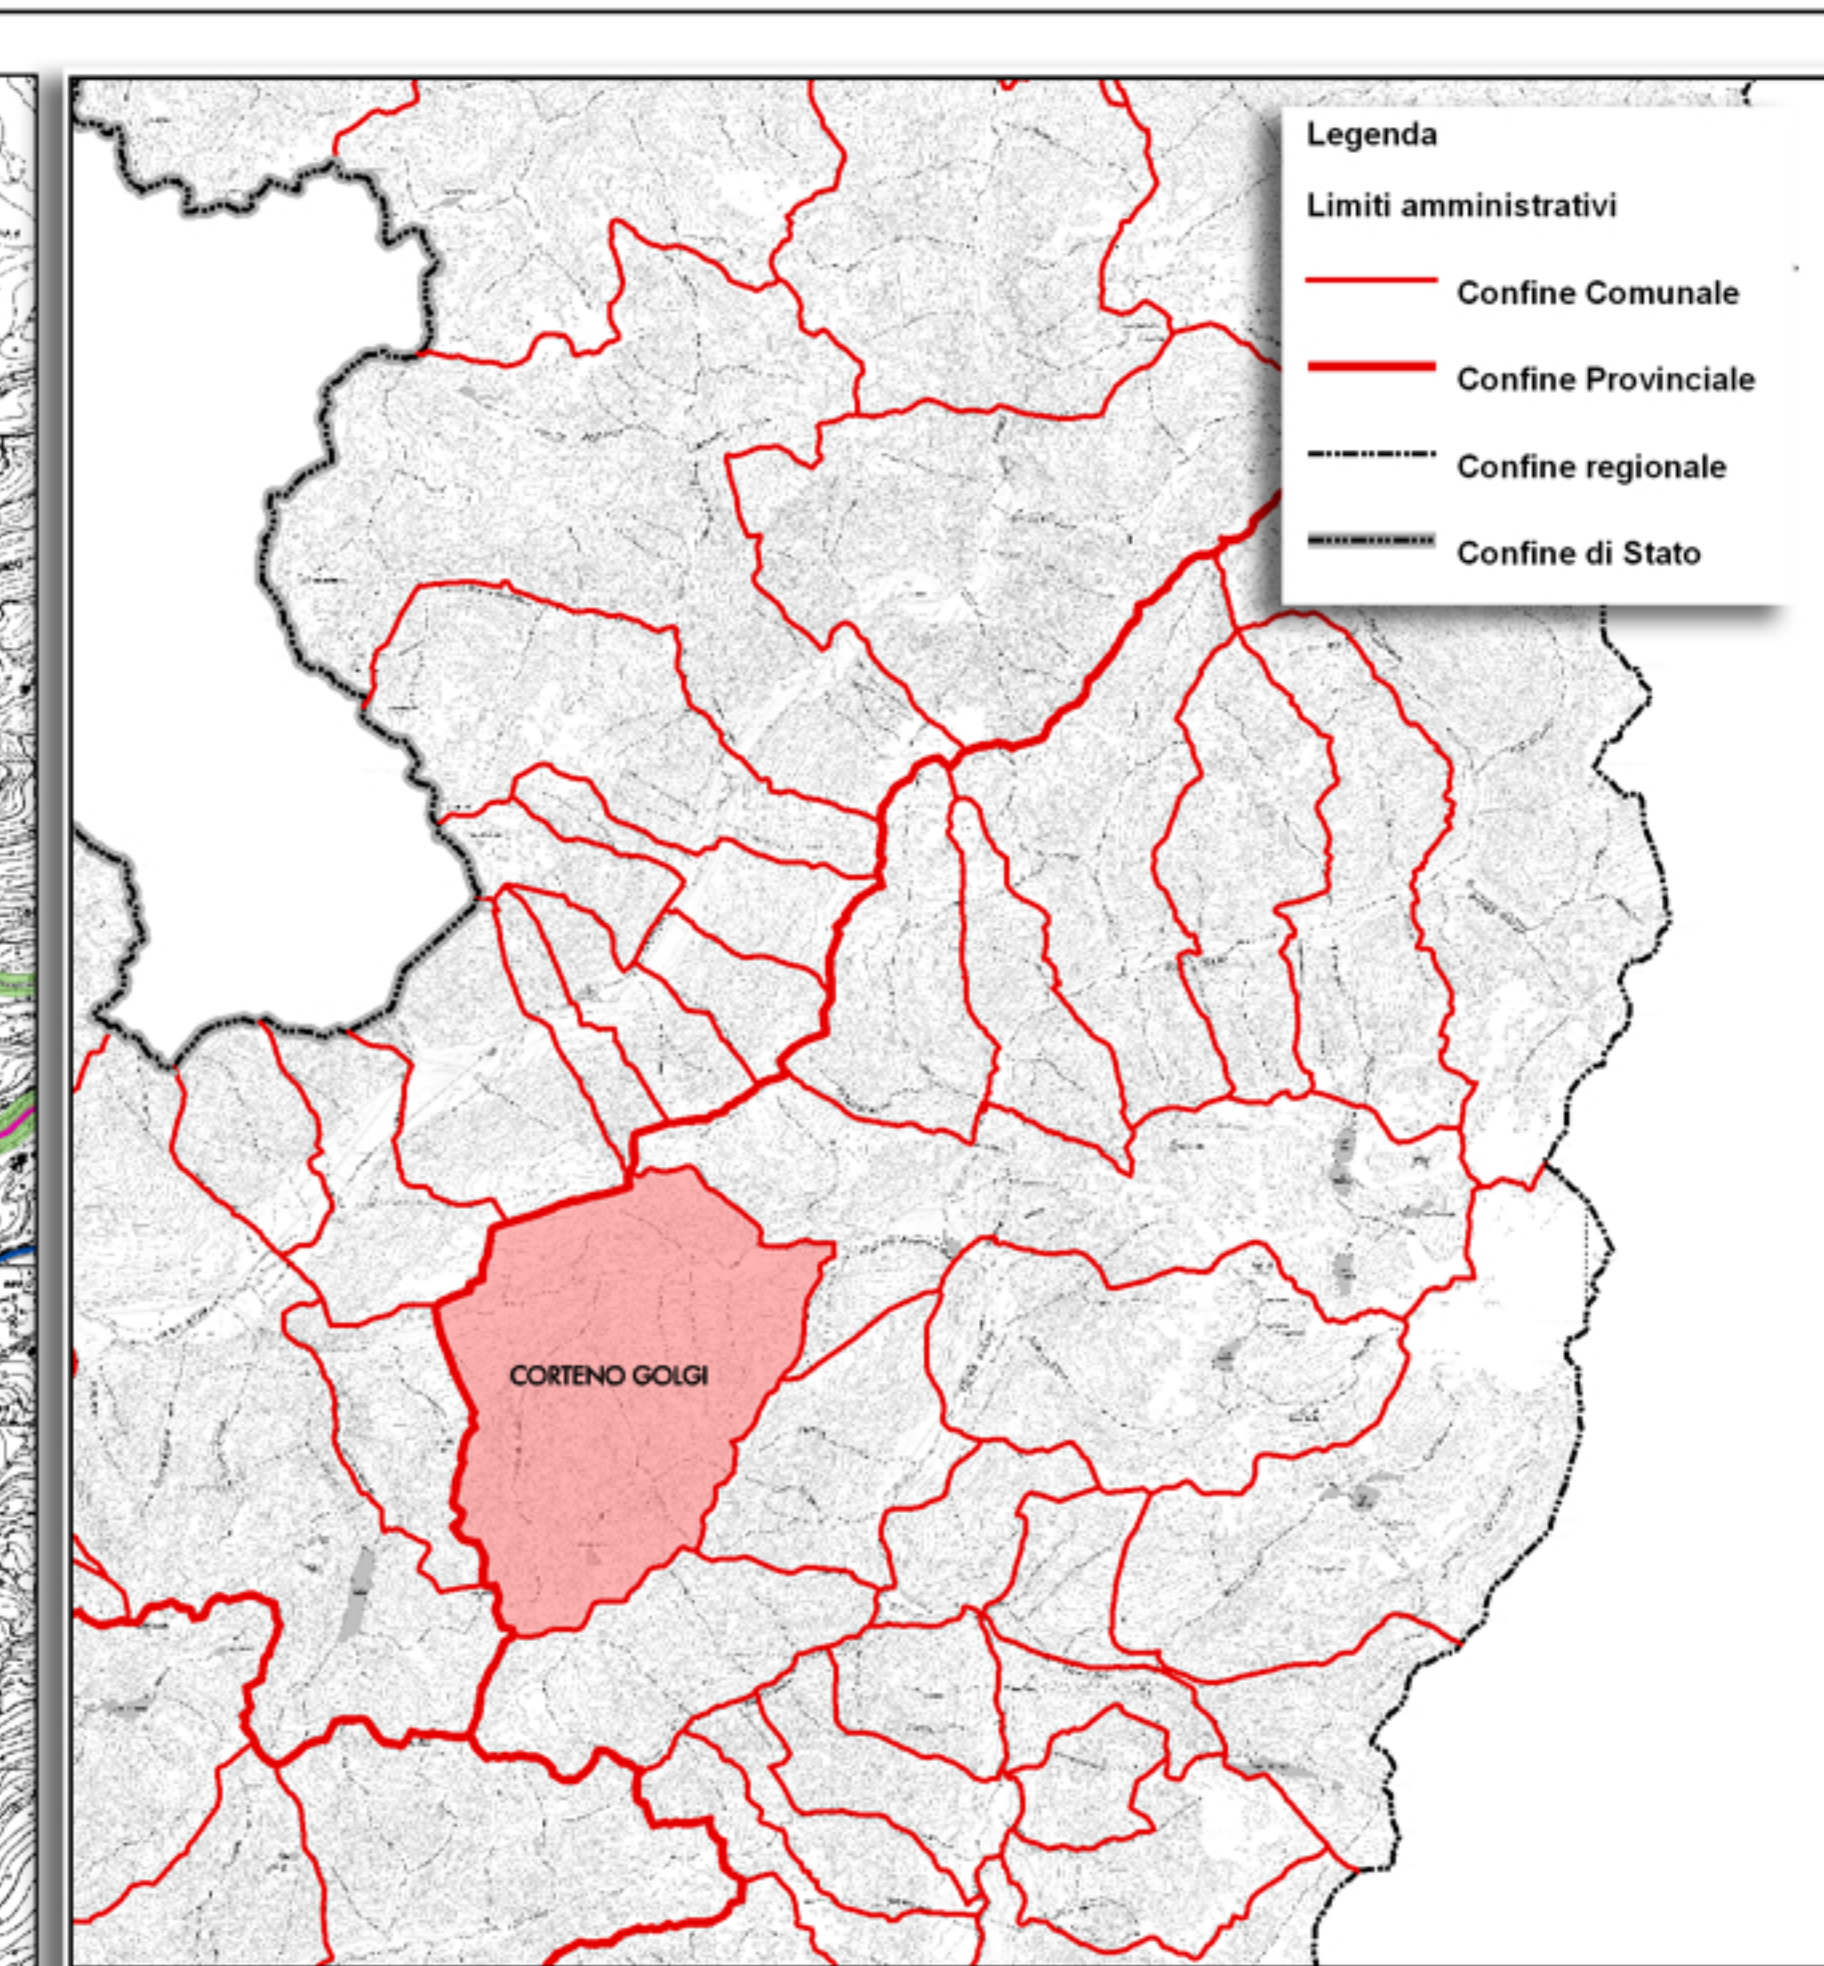 Legenda
Limiti amministrativi
Confine Comunale
Confine Provinciale
Confine regionale
Confine di Stato
CORTENO GOLGI